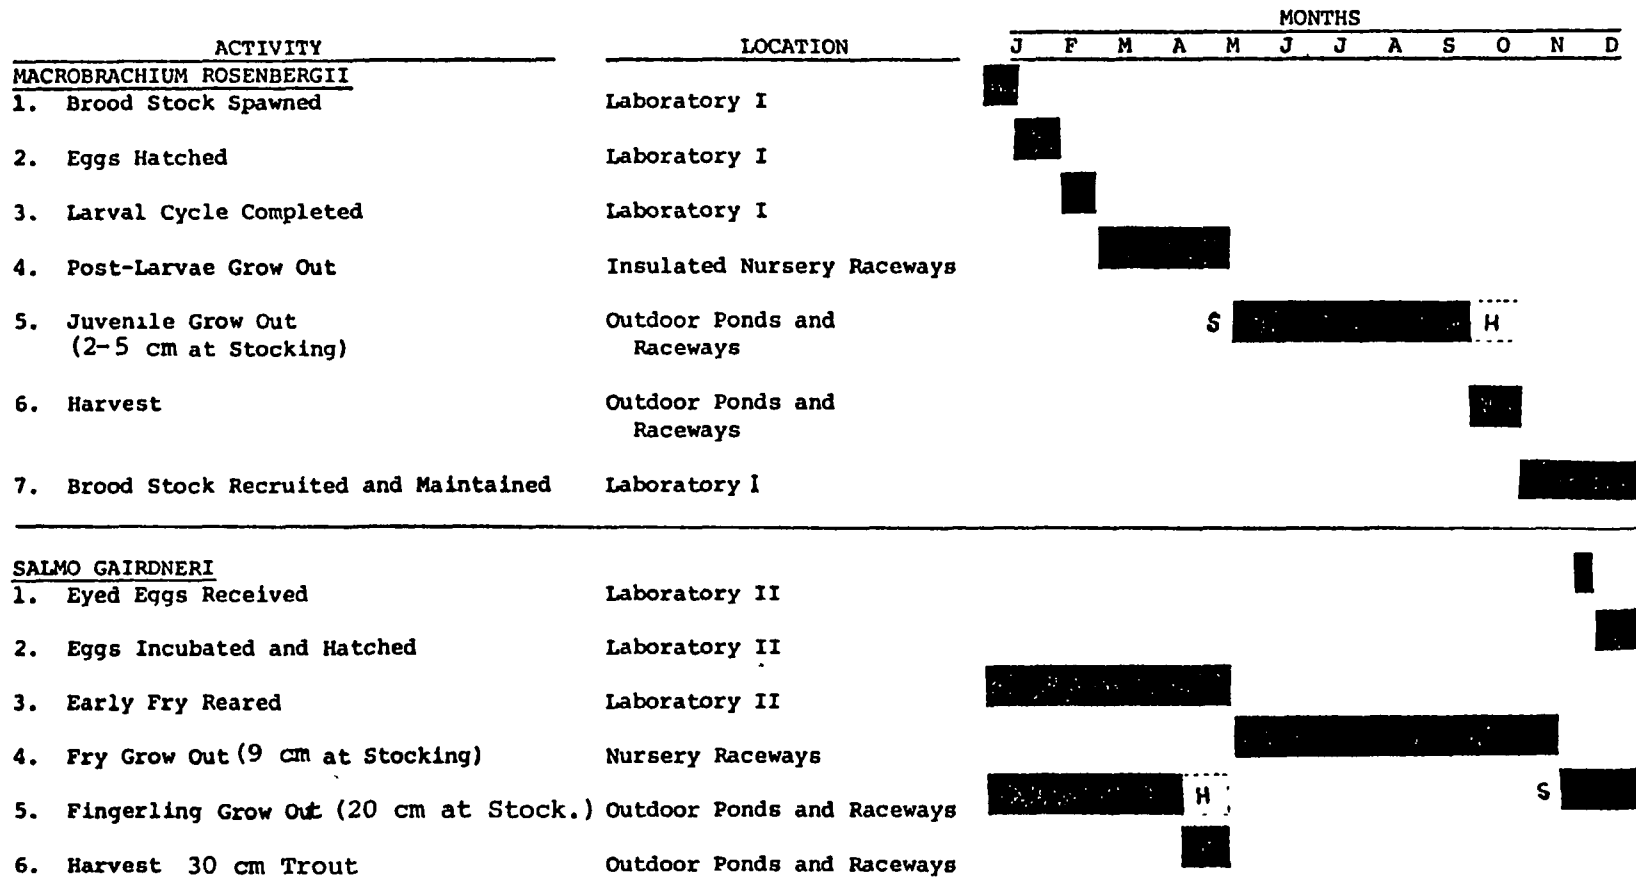 MONTHS
ACTIVITY LOCATION J F M A M J J A S O N D
MACROBRACHIUM ROSENBERGII
1. Brood Stock Spawned Laboratory I
2. Eggs Hatched Laboratory I
3. Larval Cycle Completed Laboratory I
4. Post-Larvae Grow Out Insulated Nursery Raceways
5. Juvenile Grow Out Outdoor Ponds and S H
(2-5 cm at Stocking) Raceways
6. Harvest Outdoor Ponds and
Raceways
7. Brood Stock Recruited and Maintained Laboratory I
SALMO GAIRDNERI
1. Eyed Eggs Received Laboratory II
2. Eggs Incubated and Hatched Laboratory II
3. Early Fry Reared Laboratory II
4. Fry Grow Out (9 cm at Stocking) Nursery Raceways
5. Fingerling Grow Out (20 cm at Stock.) Outdoor Ponds and Raceways H S
6. Harvest 30 cm Trout Outdoor Ponds and Raceways